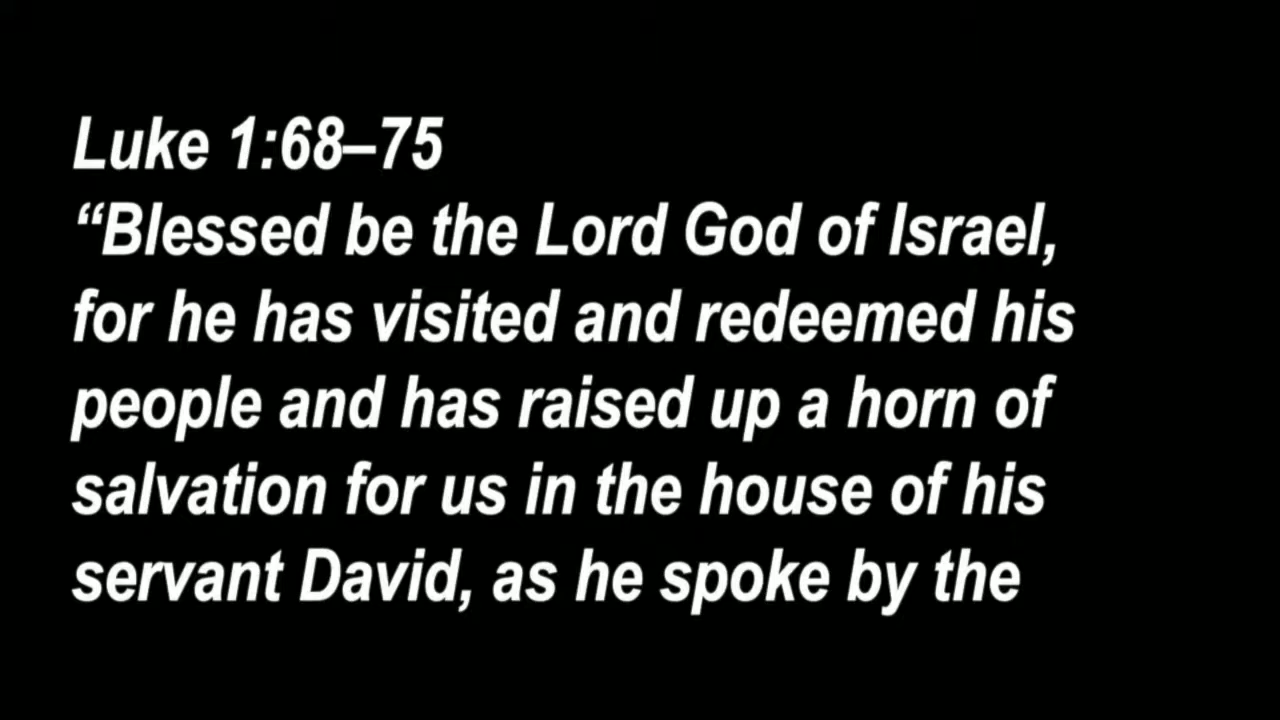 Luke 1:68–75
“Blessed be the Lord God of Israel,
for he has visited and redeemed his
people and has raised up a horn of
salvation for us in the house of his
servant David, as he spoke by the